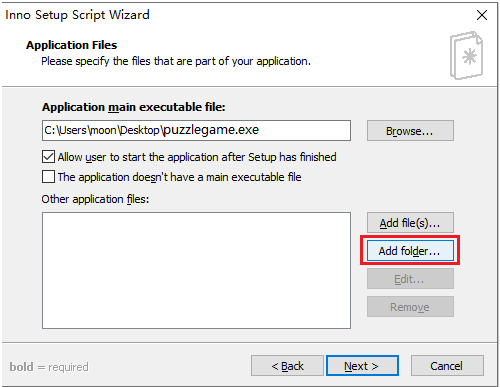 Inno Setup Script Wizard
Application Files
Please specify the files that are part of your application.
Application main executable file:
C:\Users\moon\Desktop\puzzlegame.exe
Browse...
Allow user to start the application after Setup has finished
The application doesn't have a main executable file
Other application files:
Add file(s)...
Add folder...
Edit...
Remove
bold = required
< Back
Next >
Cancel